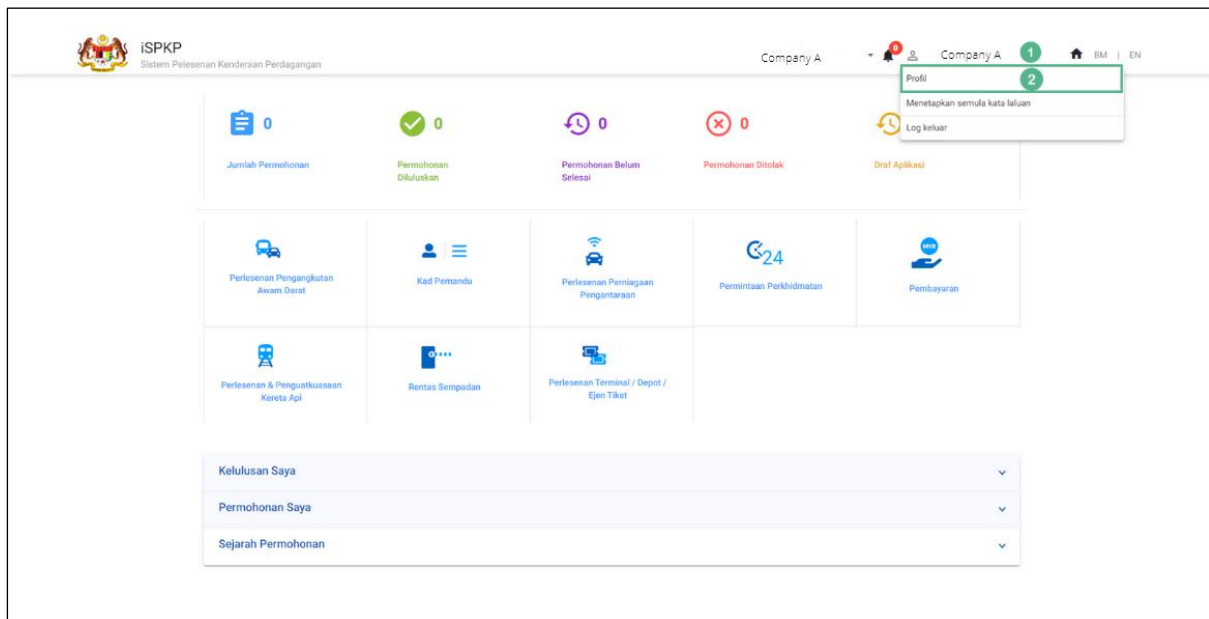 iSPKP
Sistem Pelesenan Kenderaan Perdagangan
Company A
0
Company A
1
BM | EN
Profil
2
Menetapkan semula kata laluan
Log keluar
0
Jumlah Permohonan
0
Permohonan
Diluluskan
0
Permohonan Belum
Selesai
0
Permohonan Ditolak
Draf Aplikasi
Perlesenan Pengangkutan
Awam Darat
Kad Pemandu
Perlesenan Perniagaan
Pengantaraan
24
Permintaan Perkhidmatan
MYR
Pembayaran
Perlesenan & Penguatkuasaan
Kereta Api
Rentas Sempadan
Perlesenan Terminal / Depot /
Ejen Tiket
Kelulusan Saya
Permohonan Saya
Sejarah Permohonan